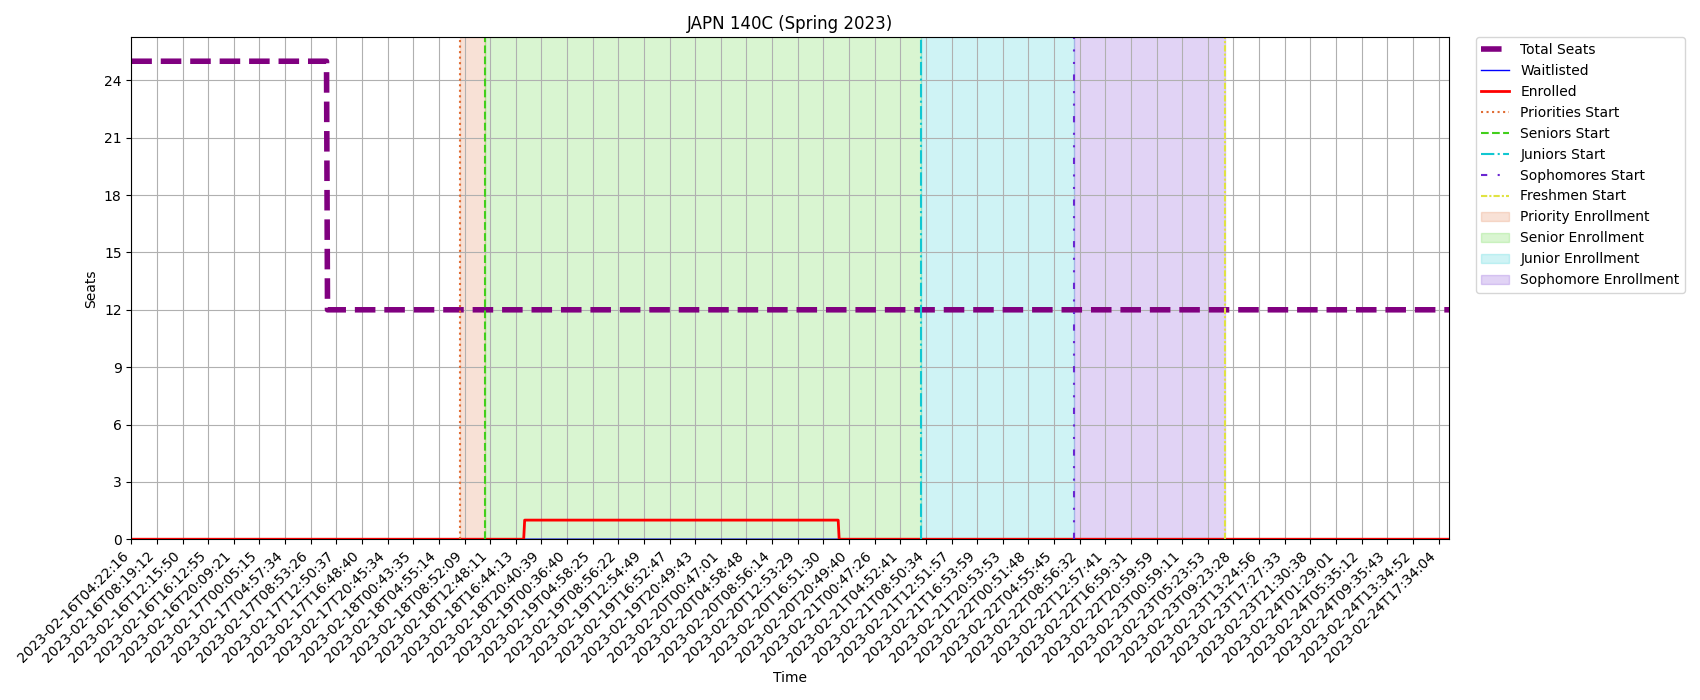 JAPN 140C (Spring 2023)
Seats
24
21
18
15
12
9
6
3
0
2023-02-16T04:22:16
2023-02-16T08:19:12
2023-02-16T12:15:50
2023-02-16T16:12:55
2023-02-16T20:09:21
2023-02-17T00:05:15
2023-02-17T04:57:34
2023-02-17T08:53:26
2023-02-17T12:50:37
2023-02-17T16:48:40
2023-02-17T20:45:34
2023-02-18T00:43:35
2023-02-18T04:55:14
2023-02-18T08:52:09
2023-02-18T12:48:11
2023-02-18T16:44:13
2023-02-18T20:40:39
2023-02-19T00:36:40
2023-02-19T04:58:25
2023-02-19T08:56:22
2023-02-19T12:54:49
2023-02-19T16:52:47
2023-02-19T20:49:43
2023-02-20T00:47:01
2023-02-20T04:58:48
2023-02-20T08:56:14
2023-02-20T12:53:29
2023-02-20T16:51:30
2023-02-20T20:49:40
2023-02-21T00:47:26
2023-02-21T04:52:41
2023-02-21T08:50:34
2023-02-21T12:51:57
2023-02-21T16:53:59
2023-02-21T20:53:53
2023-02-22T00:51:48
2023-02-22T04:55:45
2023-02-22T08:56:32
2023-02-22T12:57:41
2023-02-22T16:59:31
2023-02-22T20:59:59
2023-02-23T00:59:11
2023-02-23T05:23:53
2023-02-23T09:23:28
2023-02-23T13:24:56
2023-02-23T17:27:33
2023-02-23T21:30:38
2023-02-24T01:29:01
2023-02-24T05:35:12
2023-02-24T09:35:43
2023-02-24T13:34:52
2023-02-24T17:34:04
Time
Total Seats
Waitlisted
Enrolled
Priorities Start
Seniors Start
Juniors Start
Sophomores Start
Freshmen Start
Priority Enrollment
Senior Enrollment
Junior Enrollment
Sophomore Enrollment